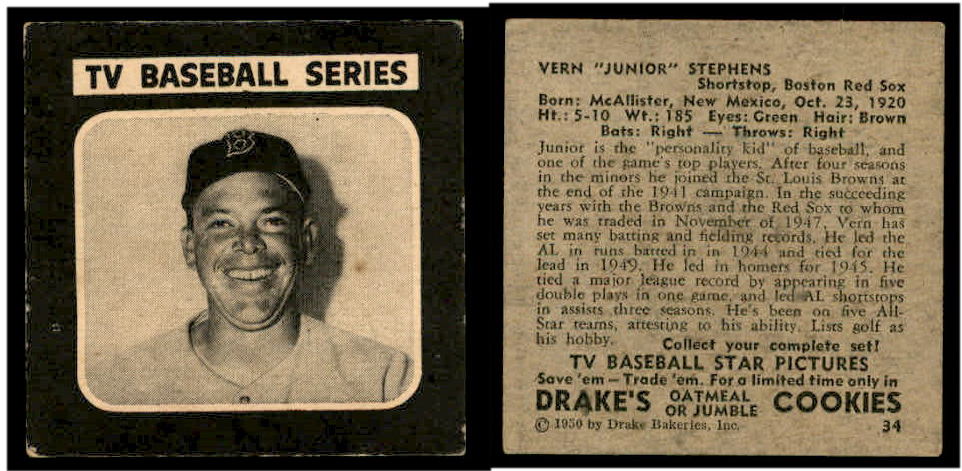 TV BASEBALL SERIES
B
VERN "JUNIOR" STEPHENS
Shortstop, Boston Red Sox
Born: McAllister, New Mexico, Oct. 23, 1920
Ht.: 5-10 Wt.: 185 Eyes: Green Hair: Brown
Bats: Right — Throws: Right
Junior is the "personality kid" of baseball, and
one of the game's top players. After four seasons
in the minors he joined the St. Louis Browns at
the end of the 1941 campaign. In the succeeding
years with the Browns and the Red Sox to whom
he was traded in November of 1947, Vern has
set many batting and fielding records. He led the
AL in runs batted in in 1944 and tied for the
lead in 1949. He led in homers for 1945. He
tied a major league record by appearing in five
double plays in one game, and led AL shortstops
in assists three seasons. He's been on five All-
Star teams, attesting to his ability. Lists golf as
his hobby. Collect your complete set!
TV BASEBALL STAR PICTURES
Save 'em — Trade 'em. For a limited time only in
DRAKE'S OATMEAL OR JUMBLE COOKIES
© 1950 by Drake Bakeries, Inc. 34